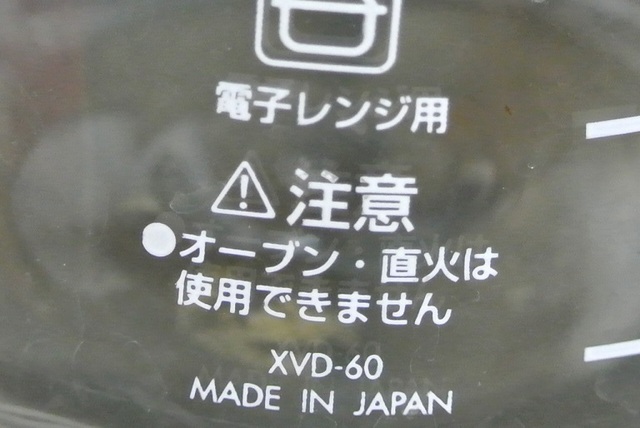 電子レンジ用
注意
●オーブン・直火は
使用できません
XVD-60
MADE IN JAPAN